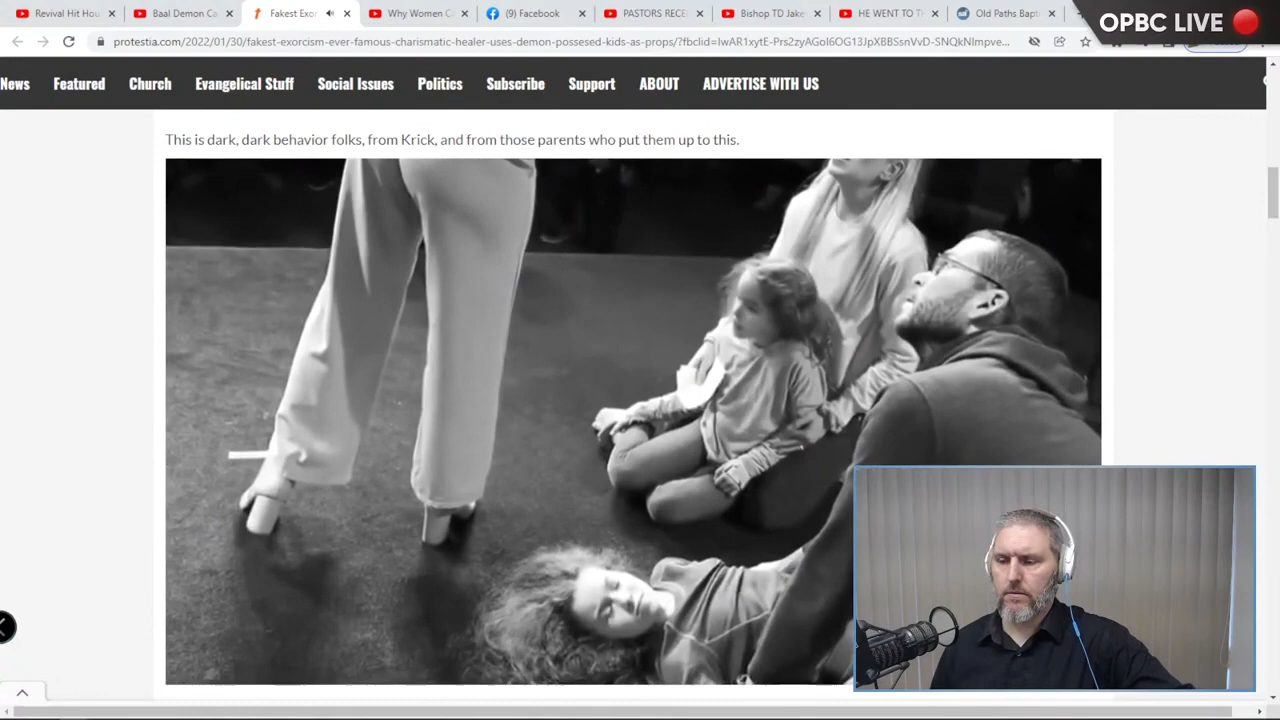 Revival Hit Hou
Baal Demon Ca
Fakest Exor
Why Women C
(9) Facebook
PASTORS RECE
Bishop TD Jake
HE WENT TO T
Old Paths Bapt
OPBC LIVE
protestia.com/2022/01/30/fakest-exorcism-ever-famous-charismatic-healer-uses-demon-possesed-kids-as-props/?fbclid=IwAR1xytE-Prs2zyAGol6OG13JpXBBSsnVvD-SNQkNImpve...
News Featured Church Evangelical Stuff Social Issues Politics Subscribe Support ABOUT ADVERTISE WITH US
This is dark, dark behavior folks, from Krick, and from those parents who put them up to this.